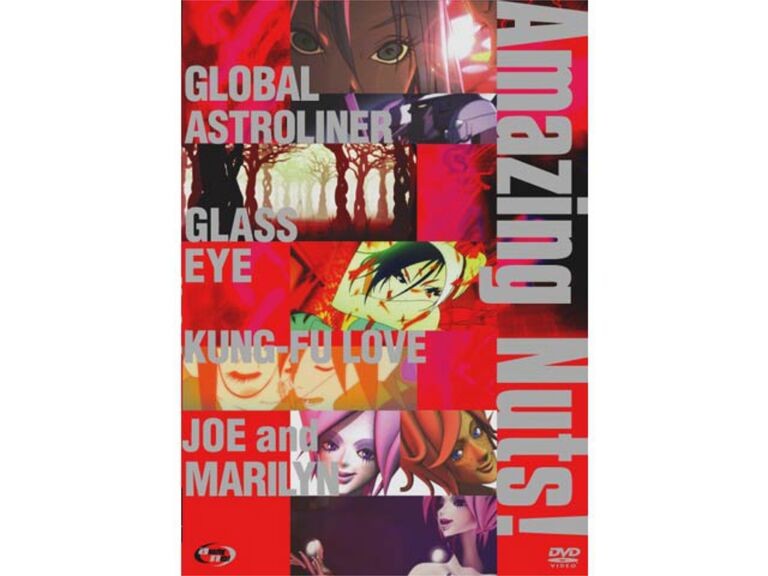 GLOBAL
ASTROLINER
GLASS
EYE
KUNG-FU LOVE
JOE and
MARILYN
Amazing Nuts!
DVD
VIDEO